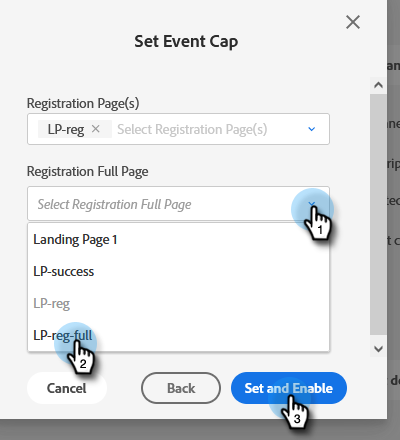 Set Event Cap
Registration Page(s)
LP-reg × Select Registration Page(s)
Registration Full Page
Select Registration Full Page
1
Landing Page 1
LP-success
LP-reg
LP-reg-full
2
Cancel Back Set and Enable
3